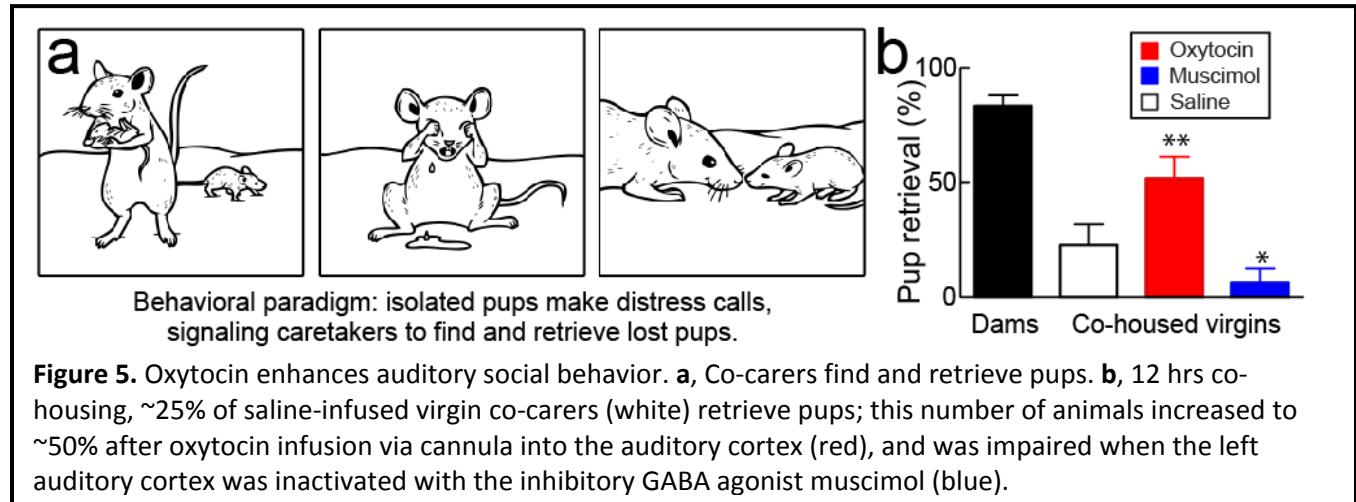 a
Behavioral paradigm: isolated pups make distress calls,
signaling caretakers to find and retrieve lost pups.
b
Oxytocin
Muscimol
Saline
Pup retrieval (%)
100
50
0
**
*
Dams
Co-housed virgins
Figure 5. Oxytocin enhances auditory social behavior. a, Co-carers find and retrieve pups. b, 12 hrs co-
housing, ~25% of saline-infused virgin co-carers (white) retrieve pups; this number of animals increased to
~50% after oxytocin infusion via cannula into the auditory cortex (red), and was impaired when the left
auditory cortex was inactivated with the inhibitory GABA agonist muscimol (blue).